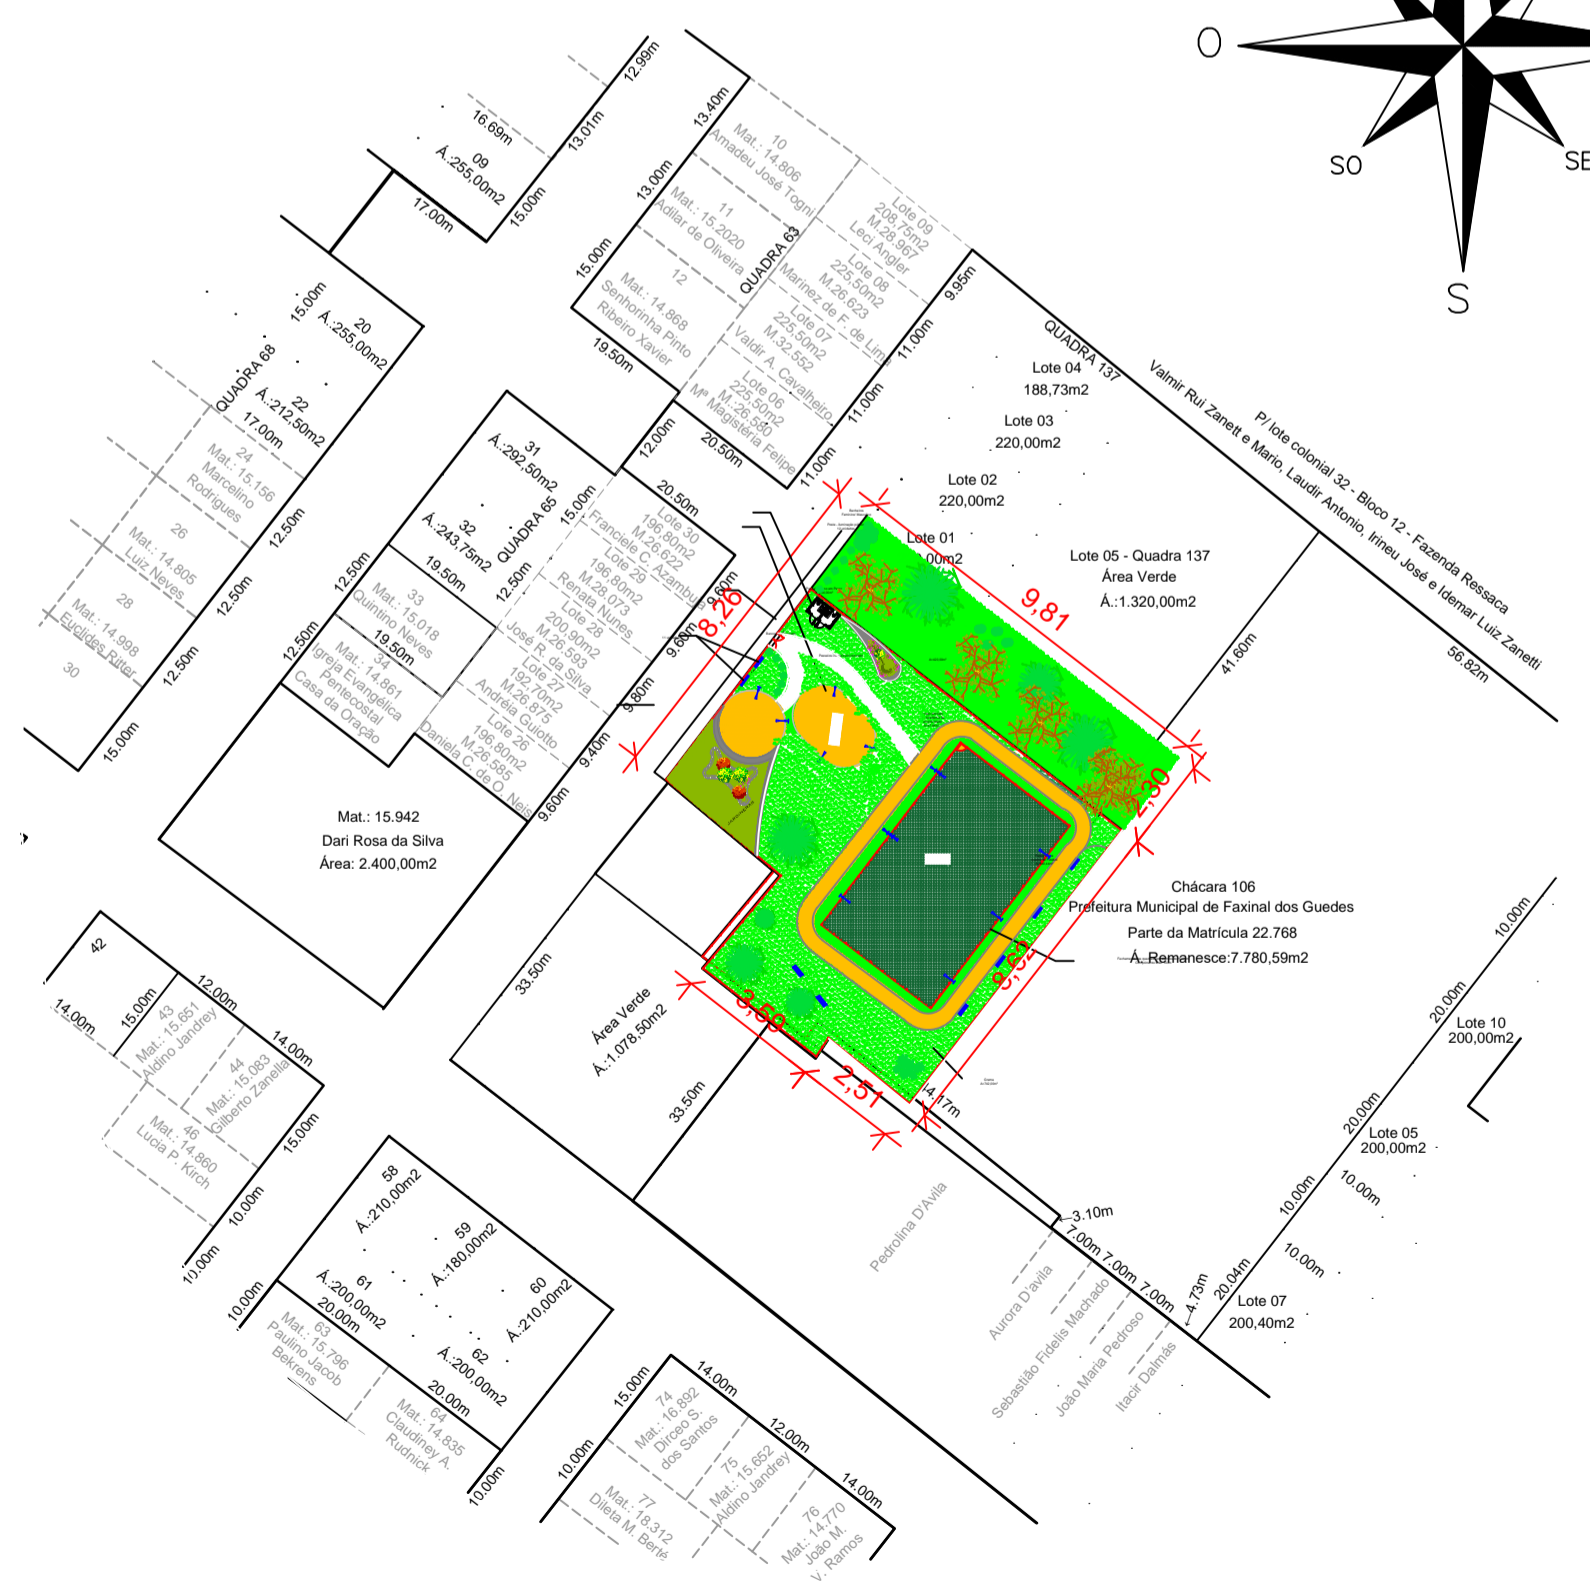 O
SO
SE
S
12.99m
13.01m
16.69m
09
Á.:255,00m2
15.00m
17.00m
13.40m
13.00m
15.00m
10
Mat.: 14.806
Amadeu José Togni
11
Mat.: 15.2020
Adilar de Oliveira
12
Mat.: 14.868
Senhorinha Pinto
Ribeiro Xavier
19.50m
QUADRA 63
Lote 09
208,75m2
M.28.967
Leci Angler
Lote 08
225,50m2
M.26.623
Marinez de F. de Lima
Lote 07
225,50m2
M.32.552
Valdir A. Cavalheiro
Lote 06
225,50m2
M.:26.580
Mª Magistéria Felipe
9.95m
11.00m
11.00m
11.00m
20.50m
12.00m
QUADRA 137
Lote 04
188,73m2
Lote 03
220,00m2
Lote 02
220,00m2
Lote 01
Lote 05 - Quadra 137
Área Verde
Á.:1.320,00m2
P/ lote colonial 32 - Bloco 12 - Fazenda Ressaca
Valmir Rui Zanett e Mario, Laudir Antonio, Irineu José e Idemar Luiz Zanetti
56.82m
41.60m
15.00m
20
Á.:255,00m2
QUADRA 68
22
Á.:212,50m2
17.00m
24
Mat.: 15.156
Marcelino
Rodrigues
26
Mat.: 14.805
Luiz Neves
28
Mat.: 14.998
Euclides Ritter
30
12.50m
12.50m
12.50m
15.00m
31
Á.:292,50m2
32
Á.:243,75m2
QUADRA 65
15.00m
12.50m
19.50m
12.50m
33
Mat.: 15.018
Quintino Neves
19.50m
12.50m
34
Mat.: 14.861
Igreja Evangélica
Pentecostal
Casa da Oração
20.50m
Lote 30
196,80m2
M.26.622
Franciele C. Azambuja
Lote 29
196,80m2
M.28.073
Renata Nunes
Lote 28
200,90m2
M.26.593
José R. da Silva
Lote 27
192,70m2
M.26.875
Andréia Guiotto
Lote 26
196,80m2
M.26.585
Daniela C. de O. Neis
9.60m
9.60m
9.80m
9.40m
9.60m
8,26
9,81
2,30
8,62
3,50
2,51
Mat.: 15.942
Dari Rosa da Silva
Área: 2.400,00m2
Chácara 106
Prefeitura Municipal de Faxinal dos Guedes
Parte da Matrícula 22.768
Á. Remanesce:7.780,59m2
33.50m
Área Verde
Á.:1.078,50m2
33.50m
3.10m
7.00m
7.00m
7.00m
4.73m
20.04m
10.00m
20.00m
20.00m
10.00m
Lote 10
200,00m2
Lote 05
200,00m2
10.00m
10.00m
Lote 07
200,40m2
Pedrolina D'Avila
Aurora D'avila
Sebastião Fidelis Machado
João Maria Pedroso
Itacir Dalmás
42
14.00m
15.00m
12.00m
43
Mat.: 15.651
Aldino Jandrey
14.00m
44
Mat.: 15.083
Gilberto Zanella
46
Mat.: 14.860
Lucia P. Kirch
15.00m
10.00m
10.00m
58
Á.:210,00m2
59
Á.:180,00m2
60
Á.:210,00m2
61
Á.:200,00m2
62
Á.:200,00m2
10.00m
20.00m
20.00m
63
Mat.: 15.796
Paulino Jacob
Bekrens
64
Mat.: 14.835
Claudiney A.
Rudnick
10.00m
15.00m
14.00m
74
Mat.: 16.892
Dirceo S.
dos Santos
12.00m
75
Mat.: 15.652
Aldino Jandrey
14.00m
76
Mat.: 14.770
João M.
V. Ramos
10.00m
77
Mat.: 18.312
Dileta M. Berté